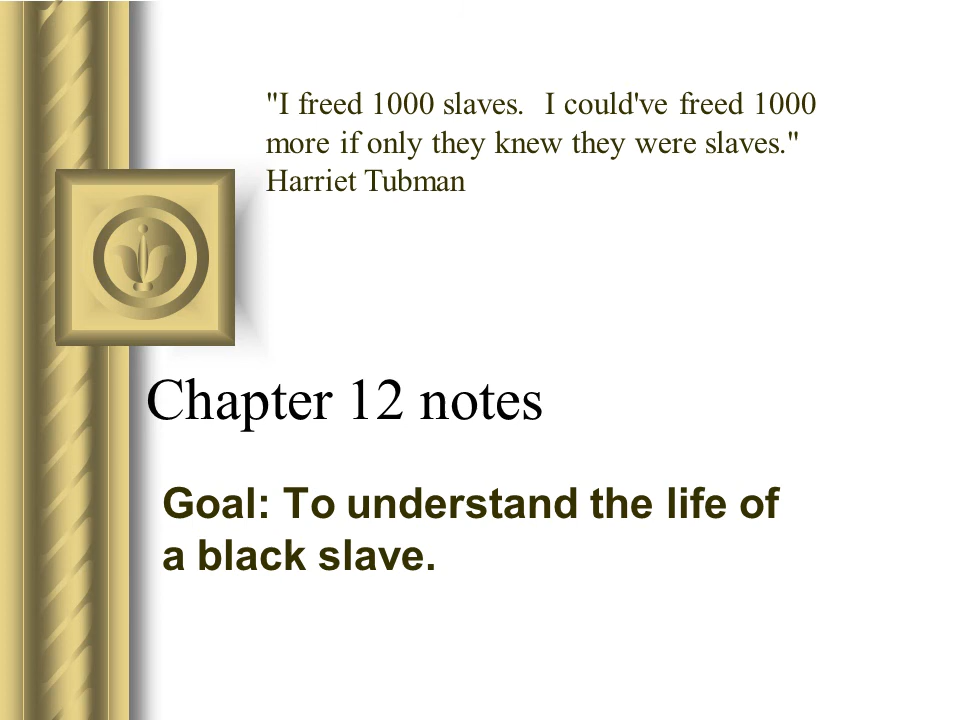 "I freed 1000 slaves.  I could've freed 1000
more if only they knew they were slaves."
Harriet Tubman
Chapter 12 notes
Goal: To understand the life of
a black slave.